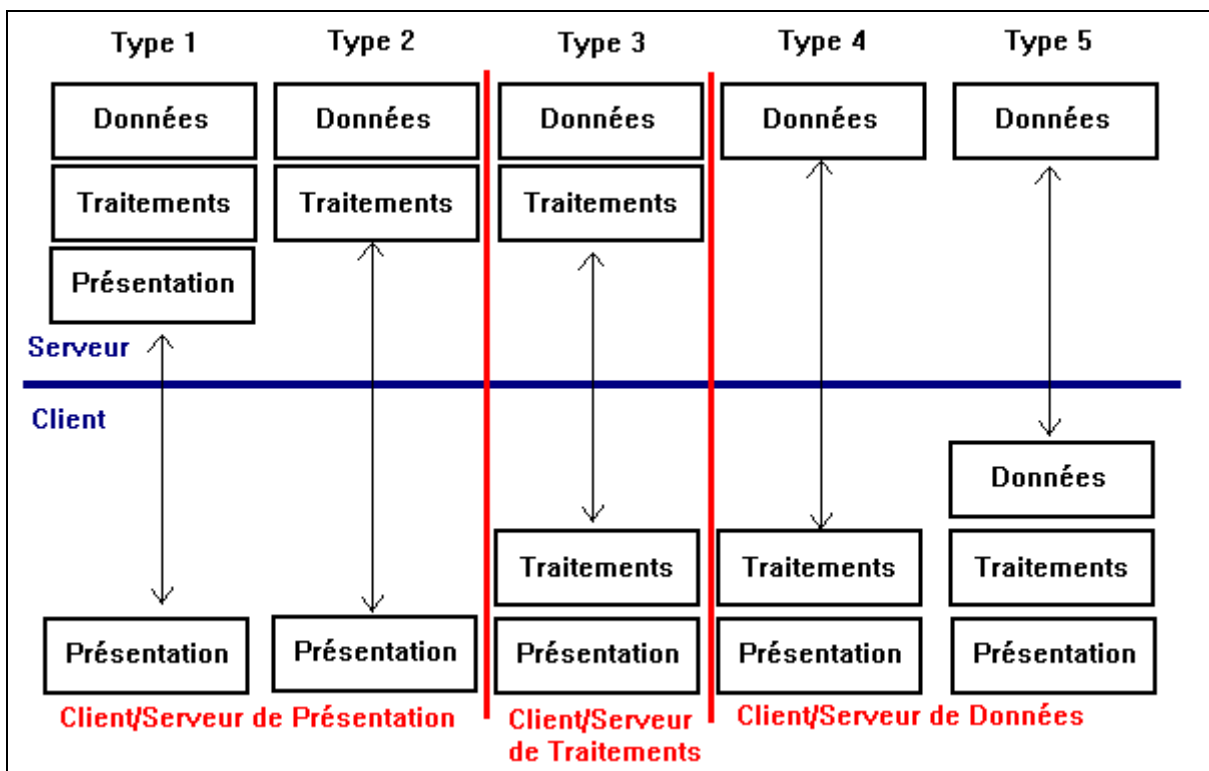 Type 1 Type 2 Type 3 Type 4 Type 5
Données Données Données Données Données
Traitements Traitements Traitements
Présentation
Serveur
Client
Données
Traitements Traitements Traitements
Présentation Présentation Présentation Présentation Présentation
Client/Serveur de Présentation Client/Serveur Client/Serveur de Données
de Traitements